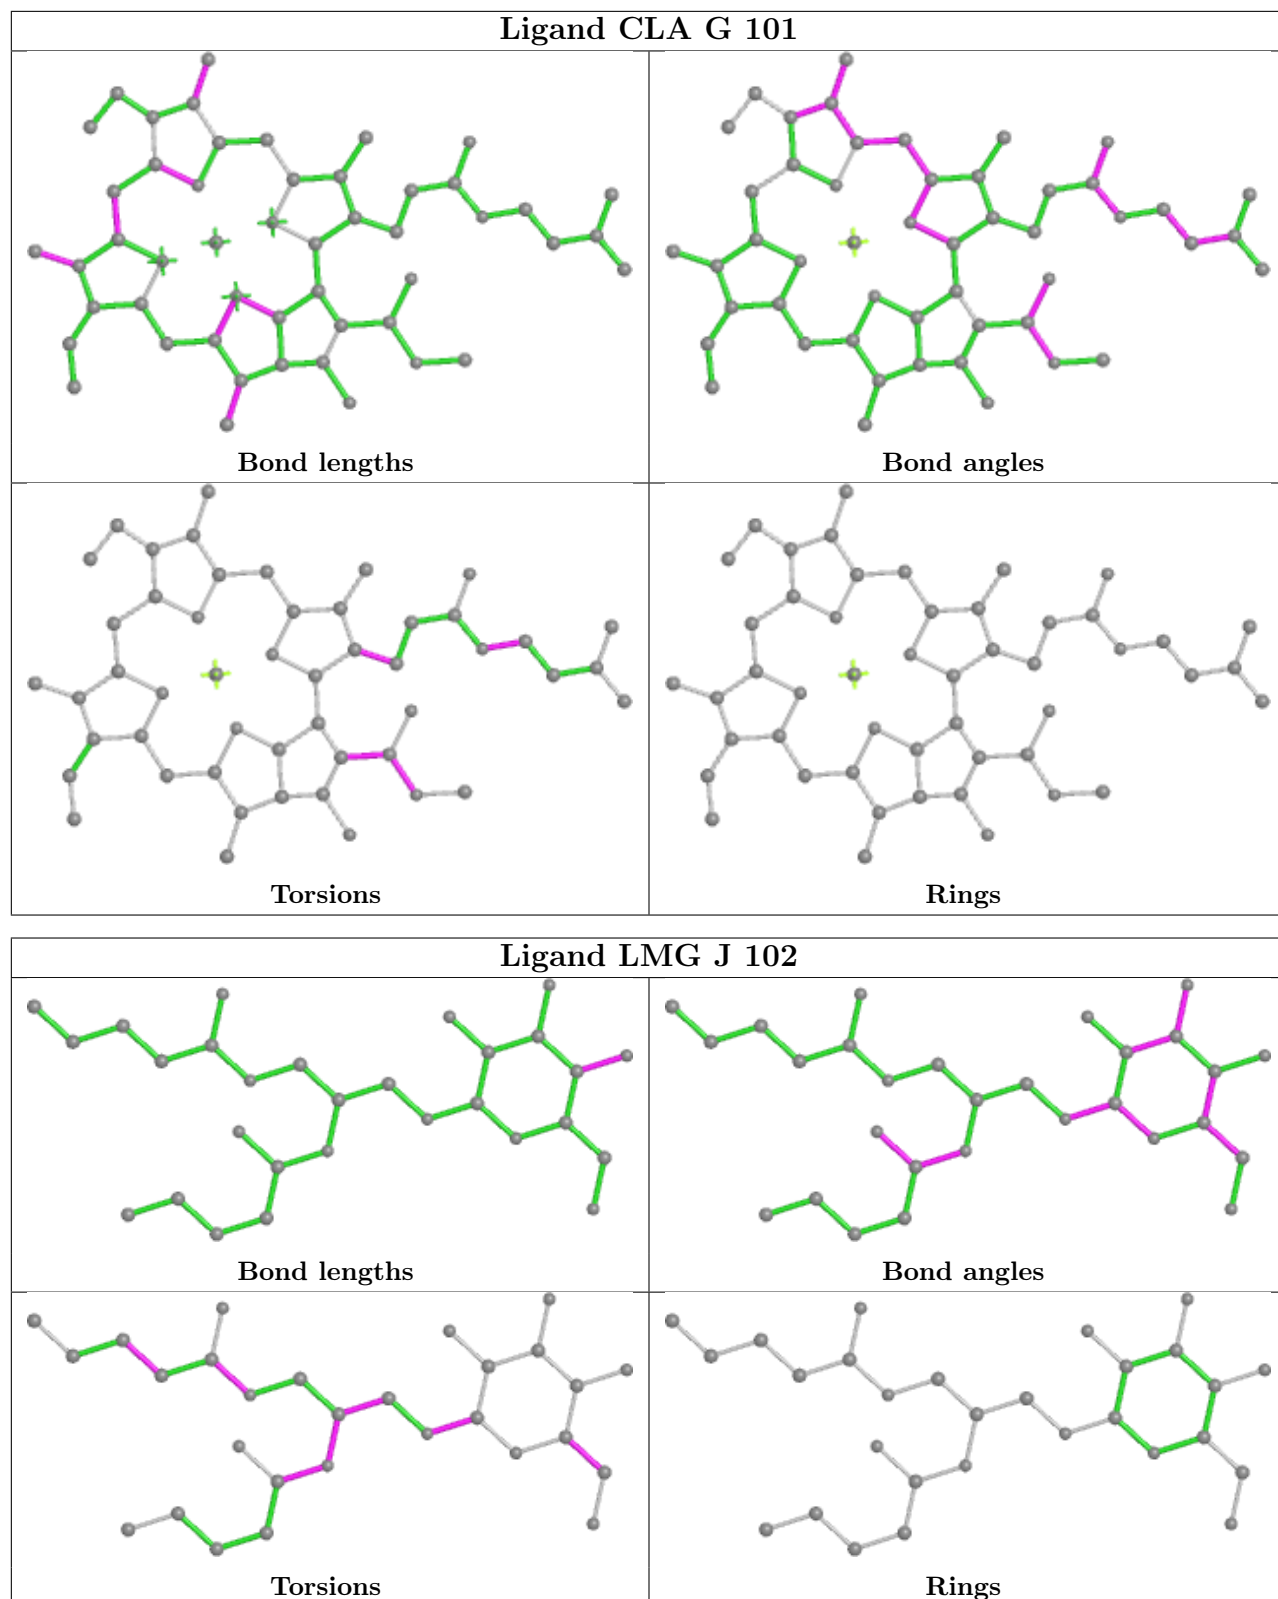 Ligand CLA G 101
Bond lengths
Bond angles
Torsions
Rings
Ligand LMG J 102
Bond lengths
Bond angles
Torsions
Rings